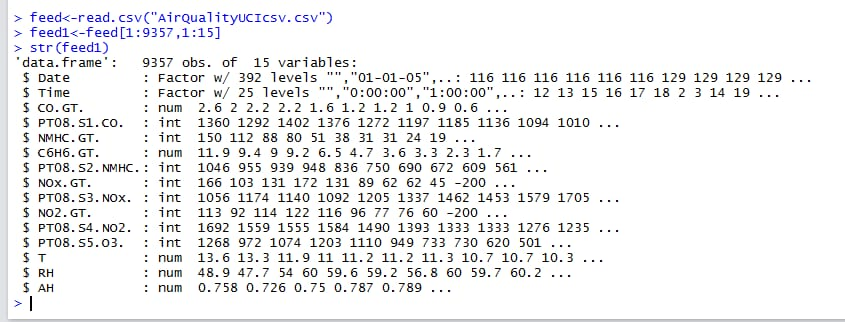 > feed<-read.csv("AirQualityUCIcsv.csv")
> feed1<-feed[1:9357,1:15]
> str(feed1)
'data.frame':   9357 obs. of  15 variables:
 $ Date         : Factor w/ 392 levels "","01-01-05",..: 116 116 116 116 116 116 129 129 129 129 ...
 $ Time         : Factor w/ 25 levels "","0:00:00","1:00:00",..: 12 13 15 16 17 18 2 3 14 19 ...
 $ CO.GT.       : num  2.6 2 2.2 2.2 1.6 1.2 1.2 1 0.9 0.6 ...
 $ PT08.S1.CO.  : int  1360 1292 1402 1376 1272 1197 1185 1136 1094 1010 ...
 $ NMHC.GT.     : int  150 112 88 80 51 38 31 31 24 19 ...
 $ C6H6.GT.     : num  11.9 9.4 9 9.2 6.5 4.7 3.6 3.3 2.3 1.7 ...
 $ PT08.S2.NMHC.: int  1046 955 939 948 836 750 690 672 609 561 ...
 $ NOx.GT.      : int  166 103 131 172 131 89 62 62 45 -200 ...
 $ PT08.S3.NOx. : int  1056 1174 1140 1092 1205 1337 1462 1453 1579 1705 ...
 $ NO2.GT.      : int  113 92 114 122 116 96 77 76 60 -200 ...
 $ PT08.S4.NO2. : int  1692 1559 1555 1584 1490 1393 1333 1333 1276 1235 ...
 $ PT08.S5.O3.  : int  1268 972 1074 1203 1110 949 733 730 620 501 ...
 $ T            : num  13.6 13.3 11.9 11 11.2 11.2 11.3 10.7 10.7 10.3 ...
 $ RH           : num  48.9 47.7 54 60 59.6 59.2 56.8 60 59.7 60.2 ...
 $ AH           : num  0.758 0.726 0.75 0.787 0.789 ...
>